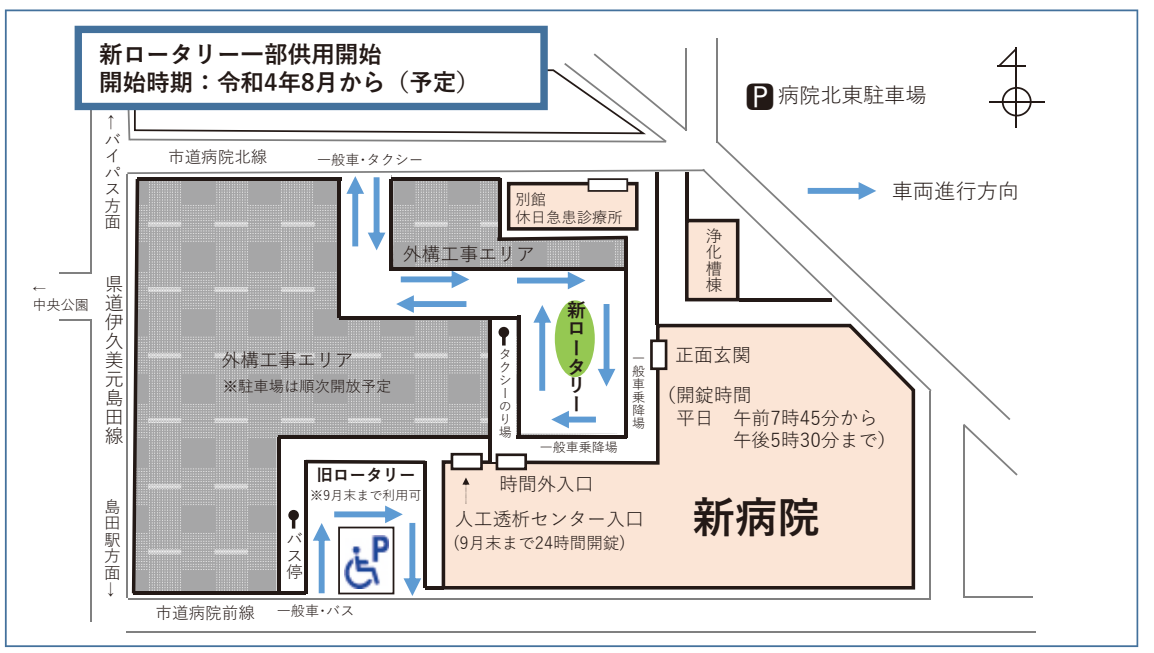 新ロータリー一部供用開始
開始時期：令和4年8月から（予定）
P 病院北東駐車場
車両進行方向
←バイパス方面
市道病院北線
一般車・タクシー
別館
休日急患診療所
外構工事エリア
浄化槽棟
←
中央公園
県道伊久美元島田線
新ロータリー
外構工事エリア
※駐車場は順次開放予定
タクシーのり場
一般車乗降場
正面玄関
(開錠時間
平日　午前7時45分から
午後5時30分まで)
一般車乗降場
旧ロータリー
※9月末まで利用可
時間外入口
人工透析センター入口
(9月末まで24時間開錠)
新病院
島田駅方面→
バス停
P
市道病院前線
一般車・バス